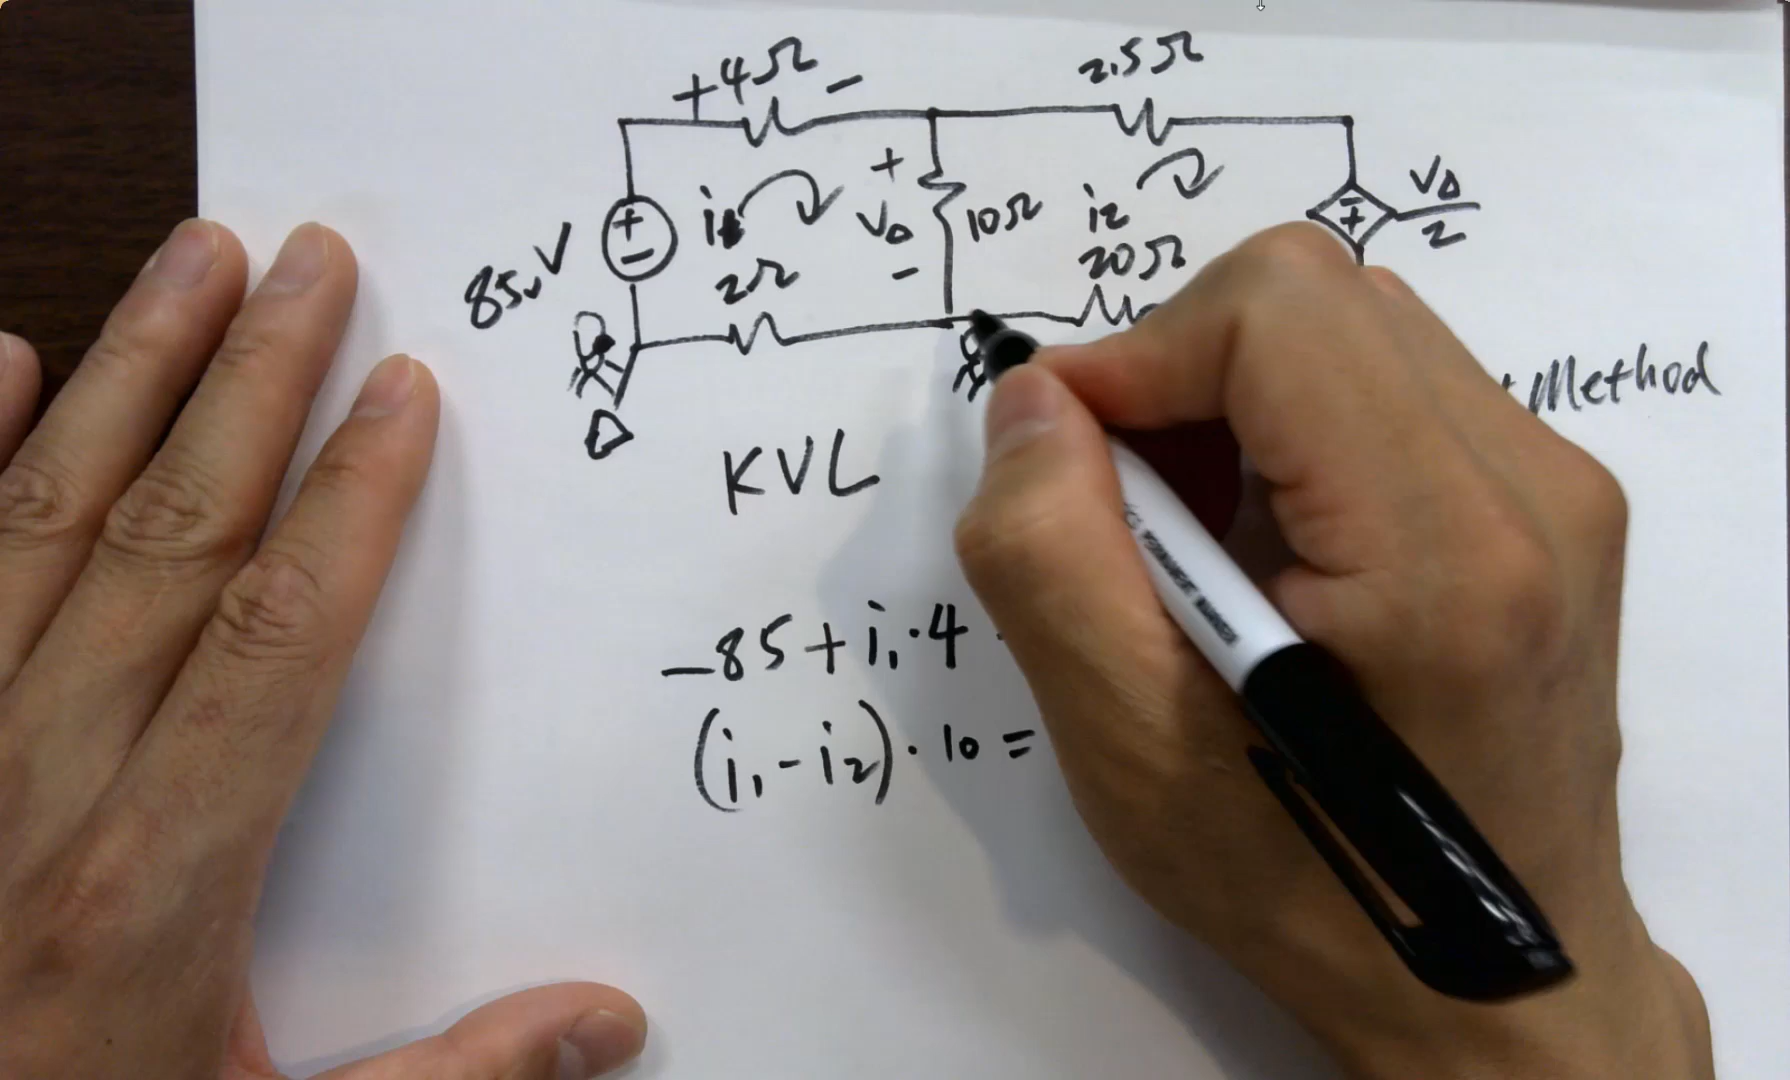 + 4Ω -
2.5Ω
85 V
+
-
i1
2Ω
+
V₀
-
10Ω
i2
20Ω
V₀
2
Method
KVL
-85 + i₁·4
(i₁ - i₂)·10 =